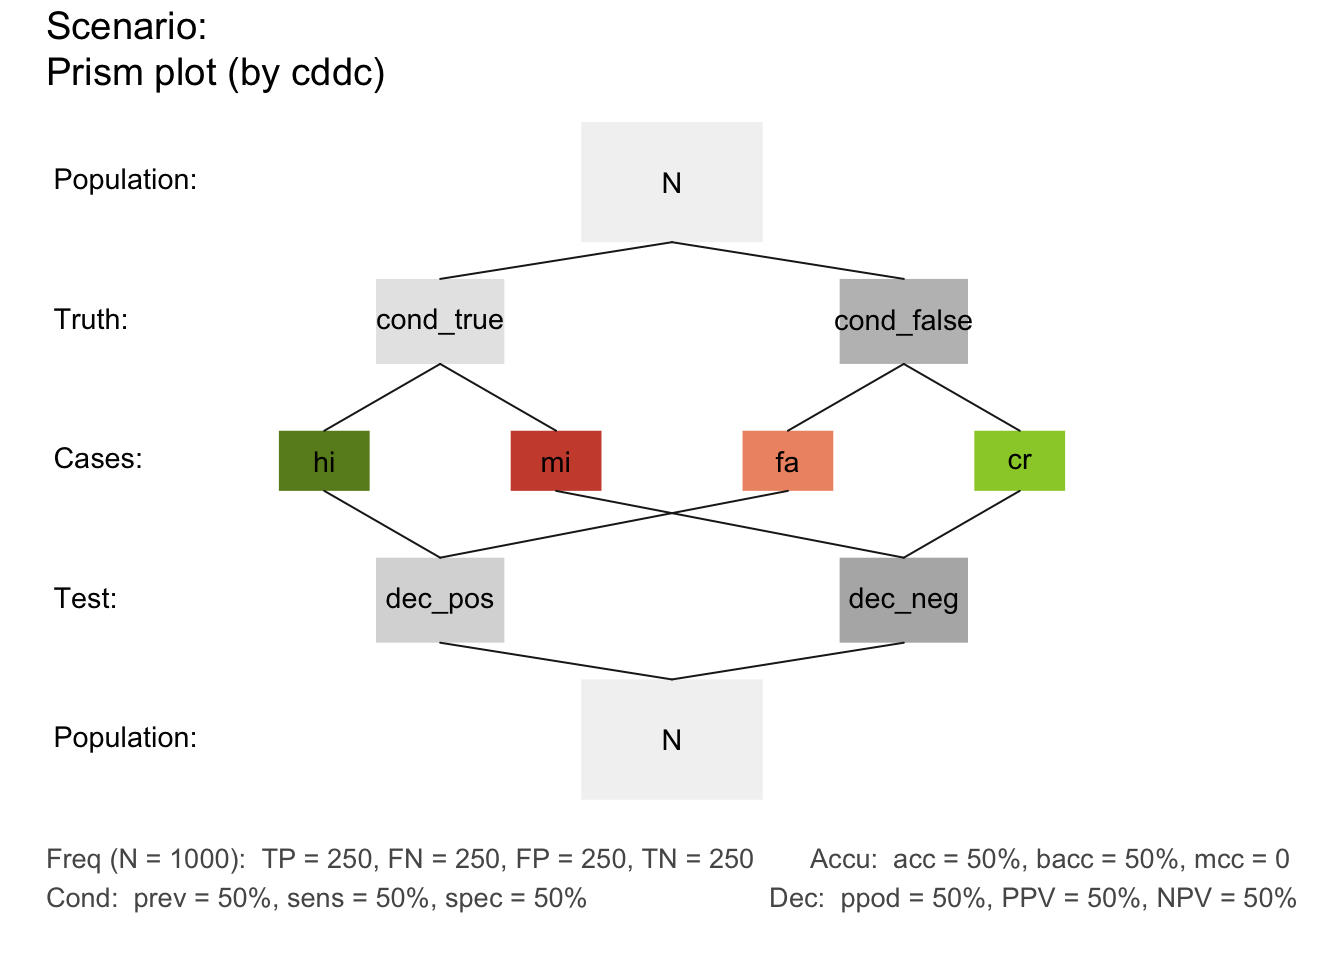 Scenario:
Prism plot (by cddc)
Population:
N
Truth:
cond_true
cond_false
Cases:
hi
mi
fa
cr
Test:
dec_pos
dec_neg
Population:
N
Freq (N = 1000):  TP = 250, FN = 250, FP = 250, TN = 250
Accu:  acc = 50%, bacc = 50%, mcc = 0
Cond:  prev = 50%, sens = 50%, spec = 50%
Dec:  ppod = 50%, PPV = 50%, NPV = 50%